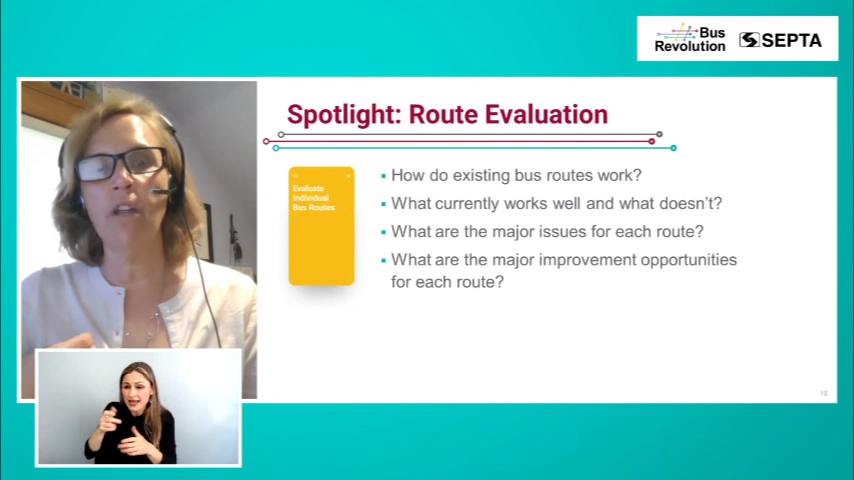 Bus
Revolution
SEPTA
Spotlight: Route Evaluation
Evaluate
Individual
Bus Routes
▪ How do existing bus routes work?
▪ What currently works well and what doesn't?
▪ What are the major issues for each route?
▪ What are the major improvement opportunities
for each route?
16